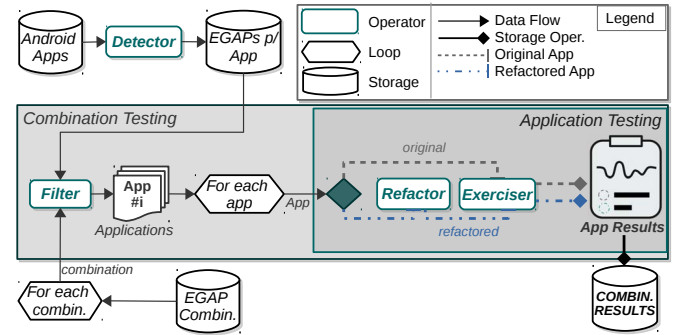 Android
Apps
Detector
EGAPs p/
App
Operator
Loop
Storage
Data Flow
Storage Oper.
Original App
Refactored App
Legend
Combination Testing
Application Testing
Filter
App
#i
Applications
For each
app
App
original
Refactor
Exerciser
refactored
App Results
combination
For each
combin.
EGAP
Combin.
COMBIN.
RESULTS